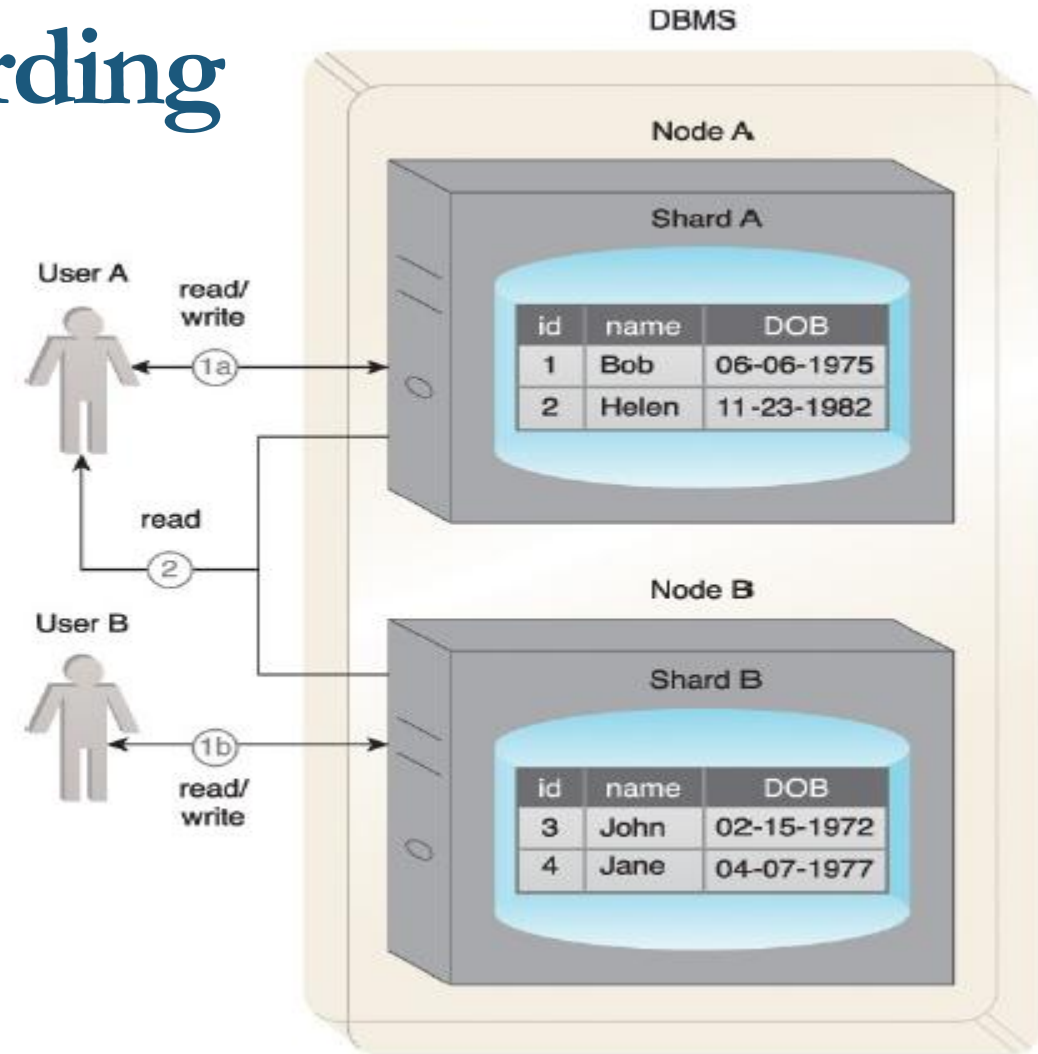 rding
DBMS
Node A
Shard A
id name DOB
1 Bob 06-06-1975
2 Helen 11-23-1982
User A
read/
write
1a
read
2
User B
1b
read/
write
Node B
Shard B
id name DOB
3 John 02-15-1972
4 Jane 04-07-1977